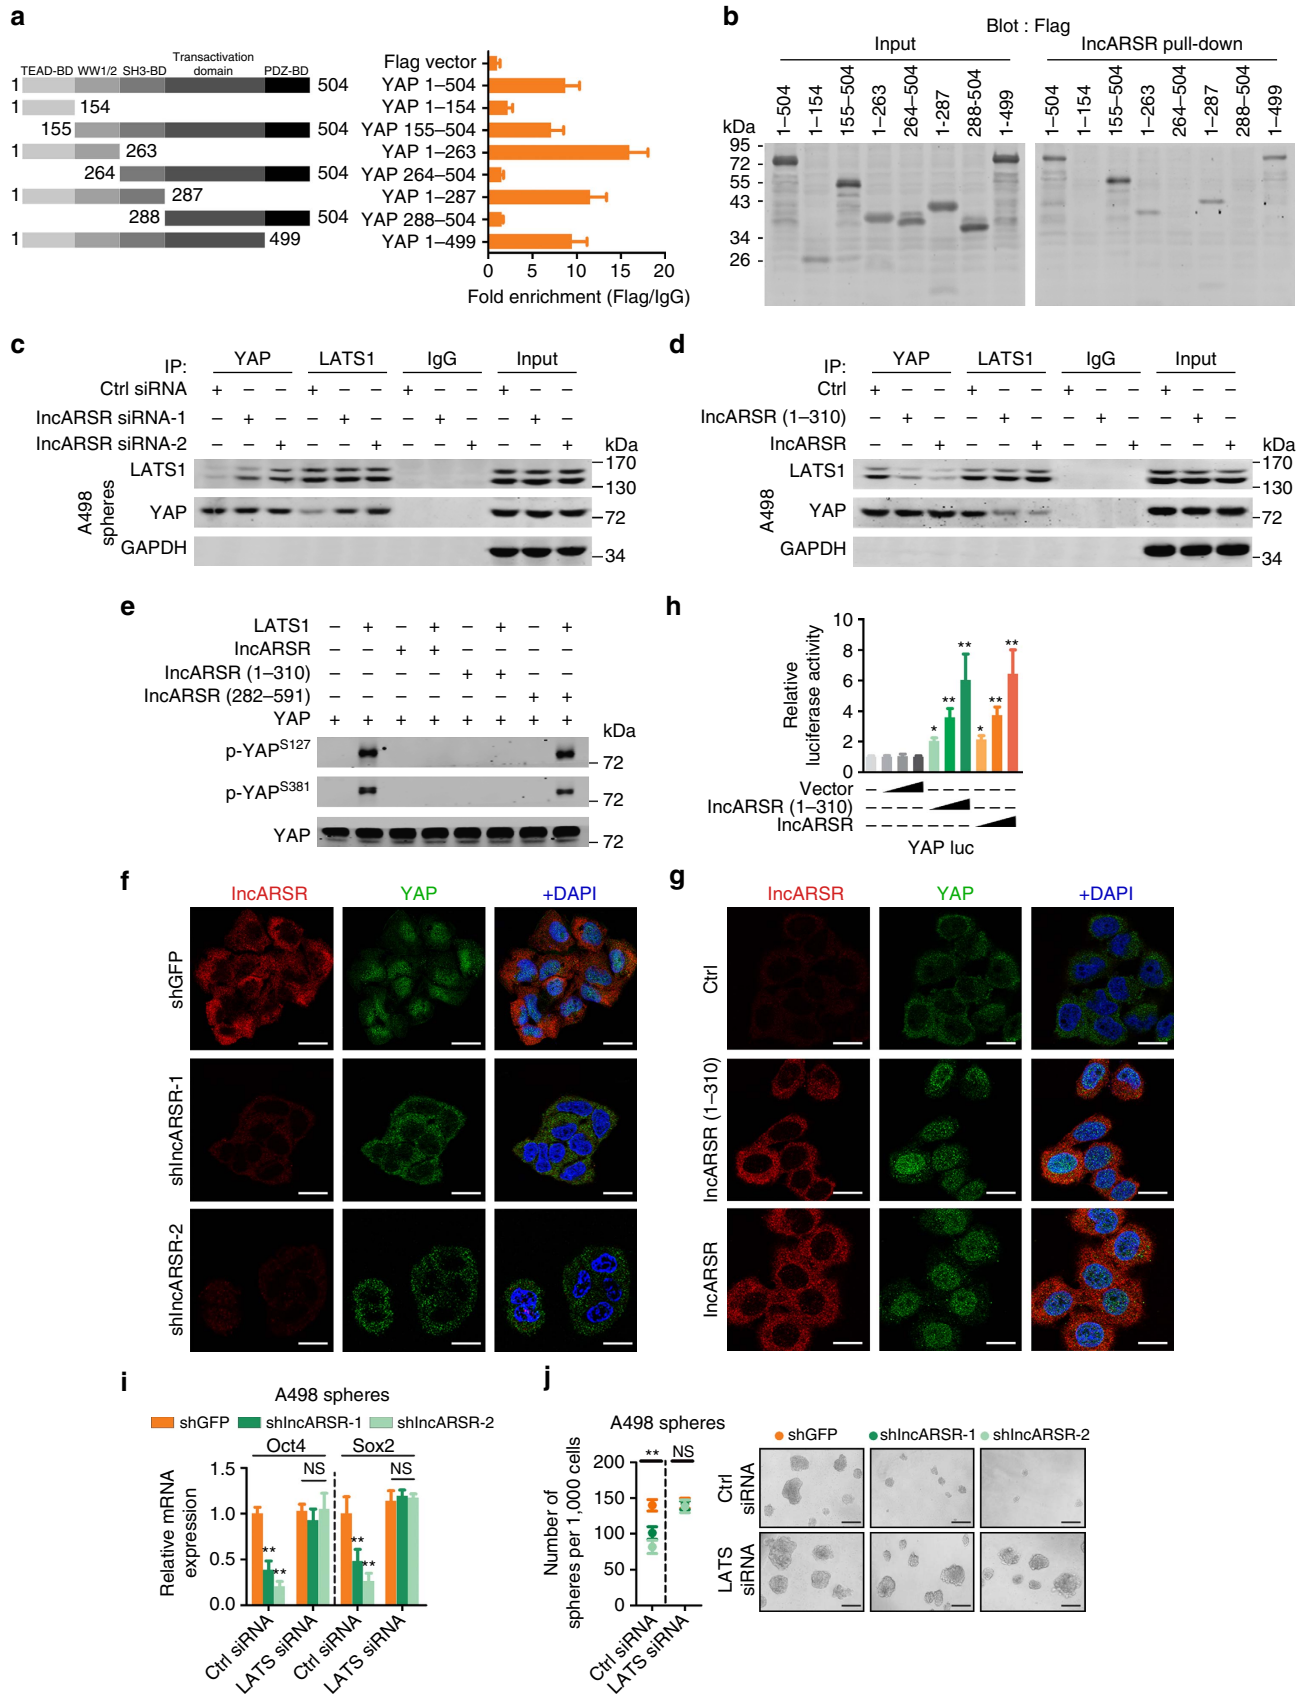 a
TEAD-BD WW1/2 SH3-BD Transactivation domain PDZ-BD
1 504
1 154
155 504
1 263
264 504
1 287
288 504
1 499
Flag vector
YAP 1–504
YAP 1–154
YAP 155–504
YAP 1–263
YAP 264–504
YAP 1–287
YAP 288–504
YAP 1–499
0 5 10 15 20
Fold enrichment (Flag/IgG)
b
Blot : Flag
Input lncARSR pull-down
1–504 1–154 155–504 1–263 264–504 1-287 288-504 1-499 1–504 1–154 155–504 1–263 264–504 1–287 288–504 1–499
kDa
95
72
55
43
34
26
c
IP: YAP LATS1 IgG Input
Ctrl siRNA + – – + – – + – – + – –
lncARSR siRNA-1 – + – – + – – + – – + –
lncARSR siRNA-2 – – + – – + – – + – – +
kDa
A498 spheres
LATS1 170
130
YAP 72
GAPDH 34
d
IP: YAP LATS1 IgG Input
Ctrl + – – + – – + – – + – –
lncARSR (1–310) – + – – + – – + – – + –
lncARSR – – + – – + – – + – – +
kDa
A498
LATS1 170
130
YAP 72
GAPDH 34
e
LATS1 – + – + – + – +
lncARSR – – + + – – – –
lncARSR (1–310) – – – – + + – –
lncARSR (282–591) – – – – – – + +
YAP + + + + + + + +
kDa
p-YAPS127 72
p-YAPS381 72
YAP 72
h
Relative luciferase activity
10
8
6
4
2
0
* ** ** * ** **
Vector – – – – – – –
lncARSR (1–310) – – – – – – –
lncARSR – – – – – – –
YAP luc
f
lncARSR YAP +DAPI
shGFP
shlncARSR-1
shlncARSR-2
g
lncARSR YAP +DAPI
Ctrl
lncARSR (1–310)
lncARSR
i
A498 spheres
shGFP shlncARSR-1 shlncARSR-2
Oct4 Sox2
NS NS
** ** ** **
Relative mRNA expression
1.5
1.0
0.5
0.0
Ctrl siRNA LATS siRNA Ctrl siRNA LATS siRNA
j
A498 spheres
** NS
Number of spheres per 1,000 cells
200
150
100
50
0
Ctrl siRNA LATS siRNA
shGFP shlncARSR-1 shlncARSR-2
Ctrl siRNA
LATS siRNA